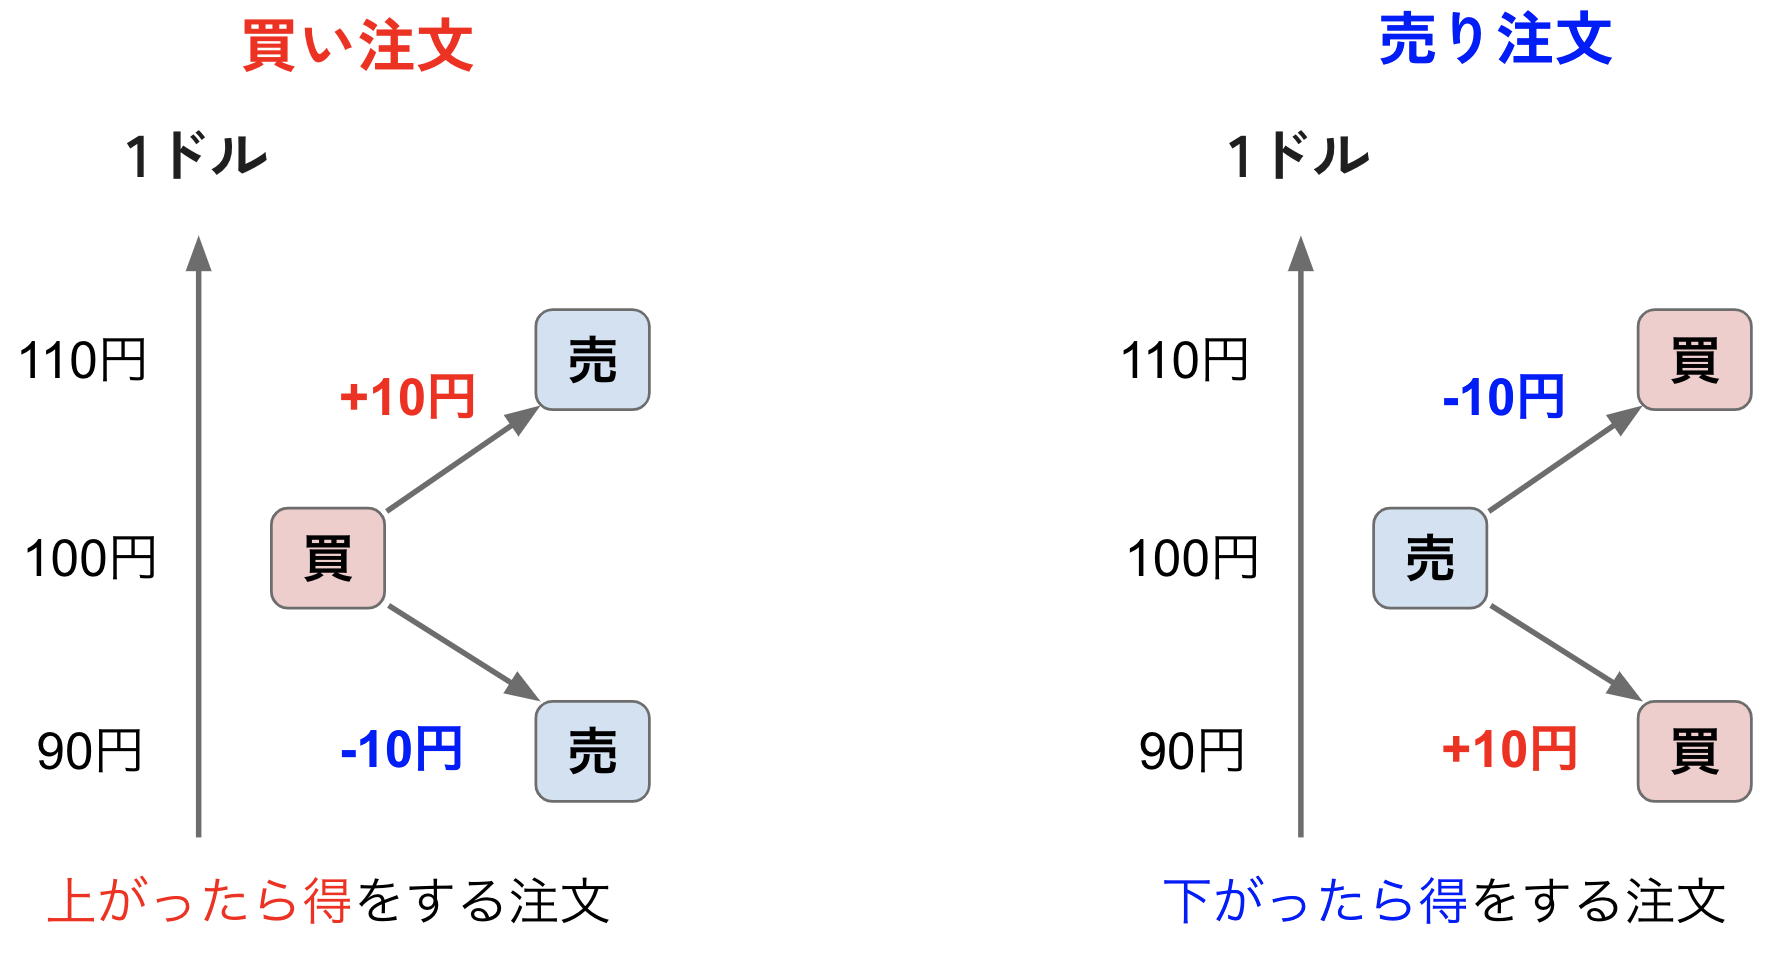 買い注文
1ドル
110円
売
+10円
100円
買
90円
-10円
売
上がったら得をする注文
売り注文
1ドル
110円
買
-10円
100円
売
90円
+10円
買
下がったら得をする注文